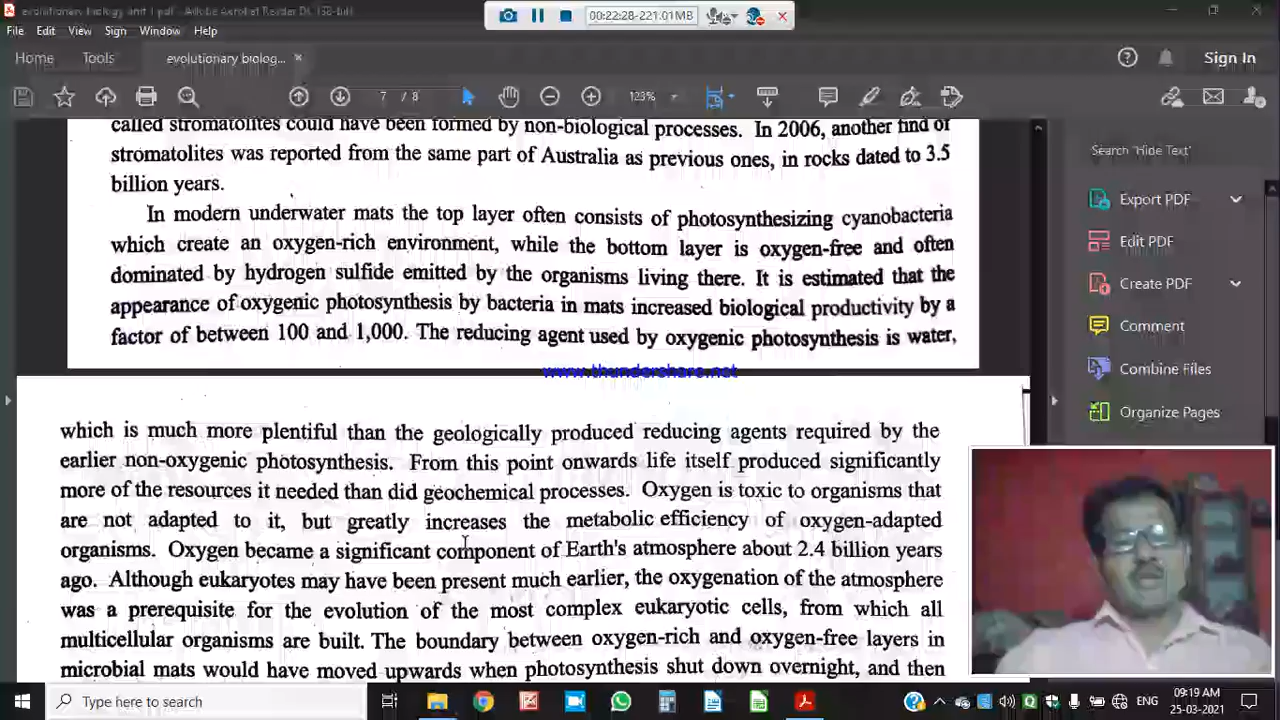 evolutionary biology unit 1.pdf - Adobe Acrobat Reader DC (32-bit)
00:22:28-221.01MB
File Edit View Sign Window Help
Home Tools evolutionary biolog... × Sign In
7 / 8 123%
called stromatolites could have been formed by non-biological processes. In 2006, another find of
stromatolites was reported from the same part of Australia as previous ones, in rocks dated to 3.5
billion years.
In modern underwater mats the top layer often consists of photosynthesizing cyanobacteria
which create an oxygen-rich environment, while the bottom layer is oxygen-free and often
dominated by hydrogen sulfide emitted by the organisms living there. It is estimated that the
appearance of oxygenic photosynthesis by bacteria in mats increased biological productivity by a
factor of between 100 and 1,000. The reducing agent used by oxygenic photosynthesis is water,
www.thundershare.net
which is much more plentiful than the geologically produced reducing agents required by the
earlier non-oxygenic photosynthesis. From this point onwards life itself produced significantly
more of the resources it needed than did geochemical processes. Oxygen is toxic to organisms that
are not adapted to it, but greatly increases the metabolic efficiency of oxygen-adapted
organisms. Oxygen became a significant component of Earth's atmosphere about 2.4 billion years
ago. Although eukaryotes may have been present much earlier, the oxygenation of the atmosphere
was a prerequisite for the evolution of the most complex eukaryotic cells, from which all
multicellular organisms are built. The boundary between oxygen-rich and oxygen-free layers in
microbial mats would have moved upwards when photosynthesis shut down overnight, and then
Search "Hide Text"
Export PDF
Edit PDF
Create PDF
Comment
Combine Files
Organize Pages
Type here to search
ENG
09:19 AM
25-03-2021